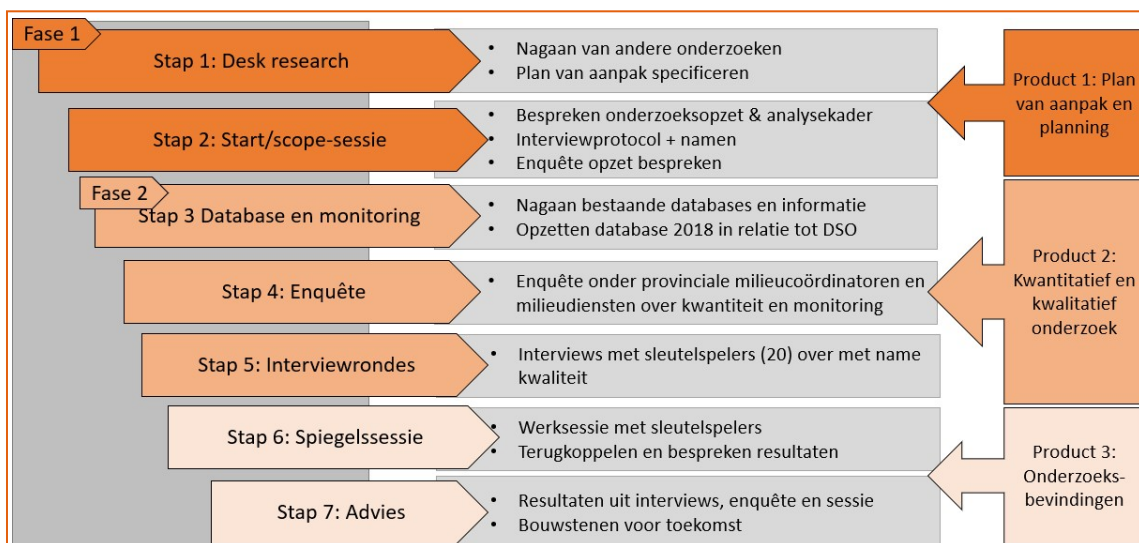 Fase 1
Stap 1: Desk research
• Nagaan van andere onderzoeken
• Plan van aanpak specificeren
Stap 2: Start/scope-sessie
• Bespreken onderzoeksopzet & analysekader
• Interviewprotocol + namen
• Enquête opzet bespreken
Product 1: Plan
van aanpak en
planning
Fase 2
Stap 3 Database en monitoring
• Nagaan bestaande databases en informatie
• Opzetten database 2018 in relatie tot DSO
Stap 4: Enquête
• Enquête onder provinciale milieucoördinatoren en
milieudiensten over kwantiteit en monitoring
Stap 5: Interviewrondes
• Interviews met sleutelspelers (20) over met name
kwaliteit
Product 2:
Kwantitatief en
kwalitatief
onderzoek
Stap 6: Spiegelssessie
• Werksessie met sleutelspelers
• Terugkoppelen en bespreken resultaten
Stap 7: Advies
• Resultaten uit interviews, enquête en sessie
• Bouwstenen voor toekomst
Product 3:
Onderzoeks-
bevindingen